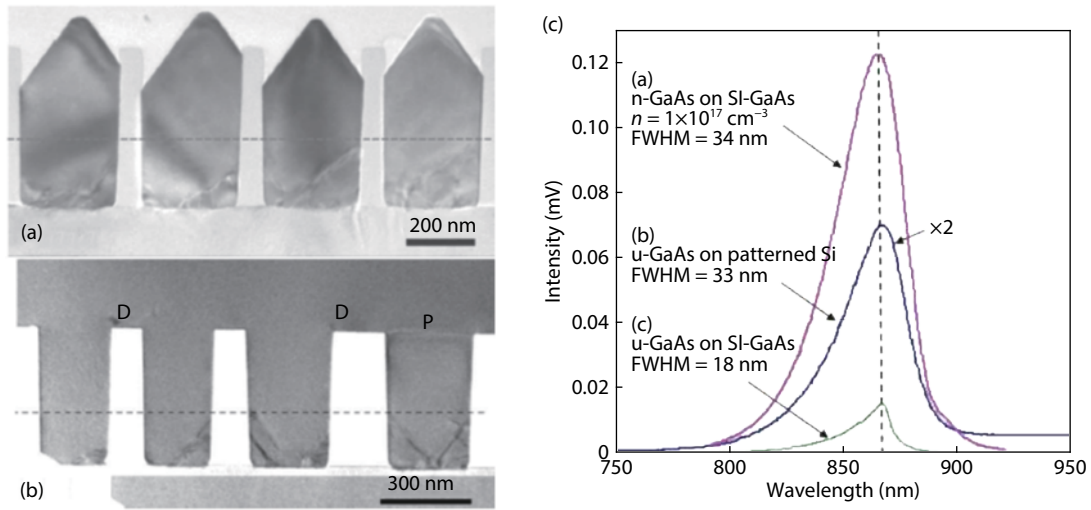 (a)
200 nm
D
D
P
(b)
300 nm
(c)
Intensity (mV)
0.12
0.10
0.08
0.06
0.04
0.02
0
(a)
n-GaAs on SI-GaAs
n = 1×10¹⁷ cm⁻³
FWHM = 34 nm
×2
(b)
u-GaAs on patterned Si
FWHM = 33 nm
(c)
u-GaAs on SI-GaAs
FWHM = 18 nm
750
800
850
900
950
Wavelength (nm)